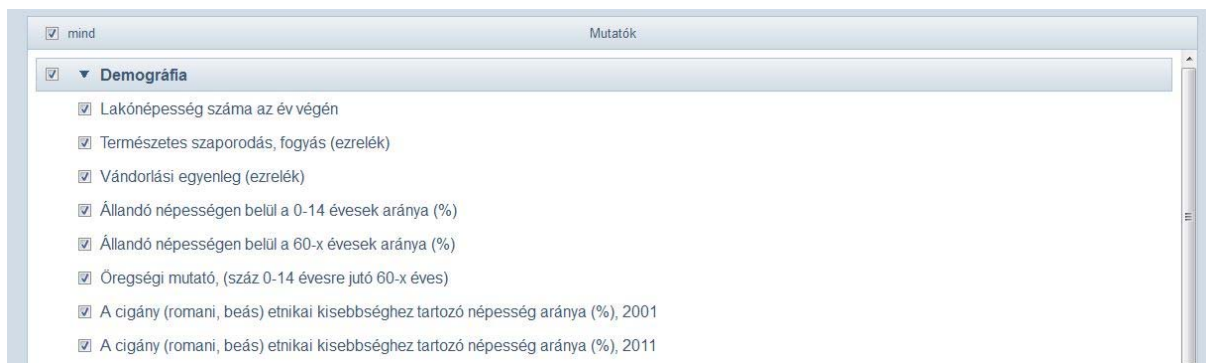 mind Mutatók
Demográfia
Lakónépesség száma az év végén
Természetes szaporodás, fogyás (ezrelék)
Vándorlási egyenleg (ezrelék)
Állandó népességen belül a 0-14 évesek aránya (%)
Állandó népességen belül a 60-x évesek aránya (%)
Öregségi mutató, (száz 0-14 évesre jutó 60-x éves)
A cigány (romani, beás) etnikai kisebbséghez tartozó népesség aránya (%), 2001
A cigány (romani, beás) etnikai kisebbséghez tartozó népesség aránya (%), 2011